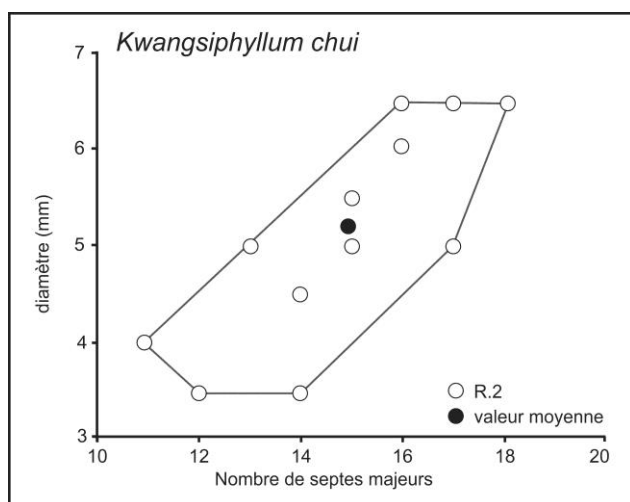 Kwangsiphyllum chui
7
6
5
4
3
diamètre (mm)
R.2
valeur moyenne
10 12 14 16 18 20
Nombre de septes majeurs